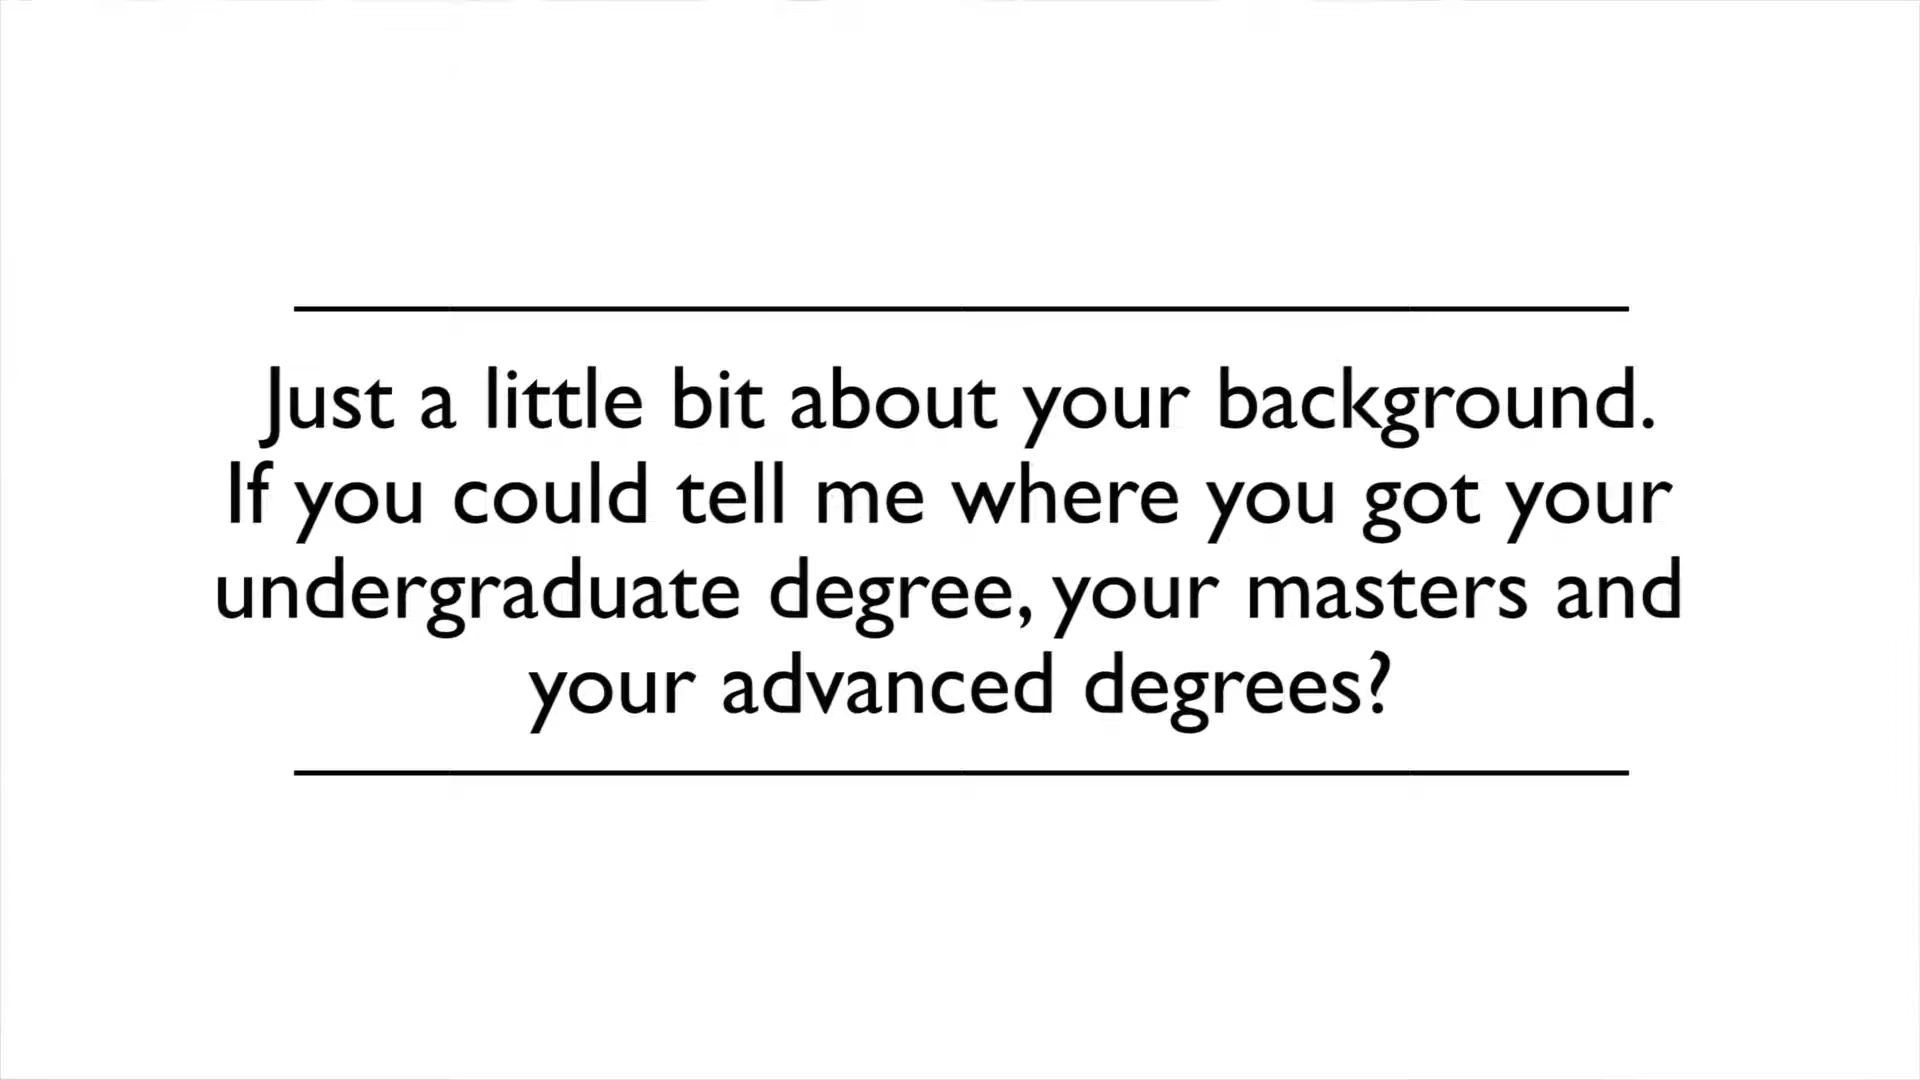 Just a little bit about your background.
If you could tell me where you got your
undergraduate degree, your masters and
your advanced degrees?